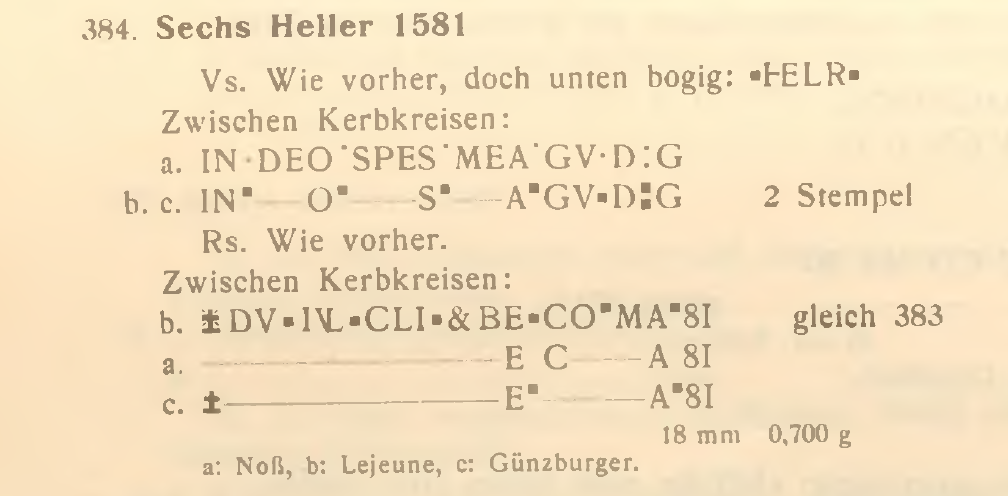 384. Sechs Heller 1581
Vs. Wie vorher, doch unten bogig: ▪HELR▪
Zwischen Kerbkreisen:
a. IN·DEO˙SPES˙MEA˙GV·D:G
b. c. IN▪——O▪——S▪——A▪GV▪D:G 2 Stempel
Rs. Wie vorher.
Zwischen Kerbkreisen:
b. ‡DV▪IVL▪CLI▪&BE▪CO▪MA▪8I gleich 383
a. ——————E C——A 8I
c. ‡——————E▪——A▪8I
18 mm 0,700 g
a: Noß, b: Lejeune, c: Günzburger.